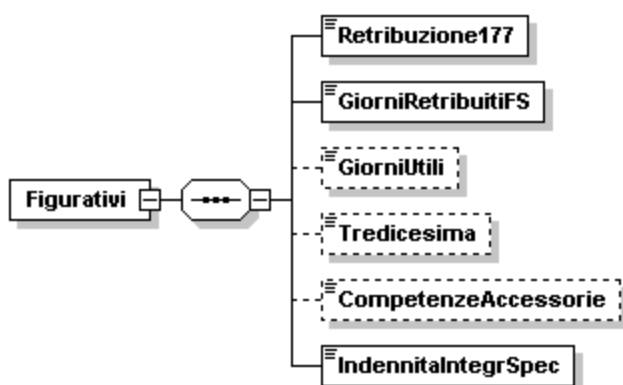 Retribuzione177
GiorniRetribuitiFS
GiorniUtili
Figurativi
Tredicesima
CompetenzeAccessorie
IndennitaIntegrSpec